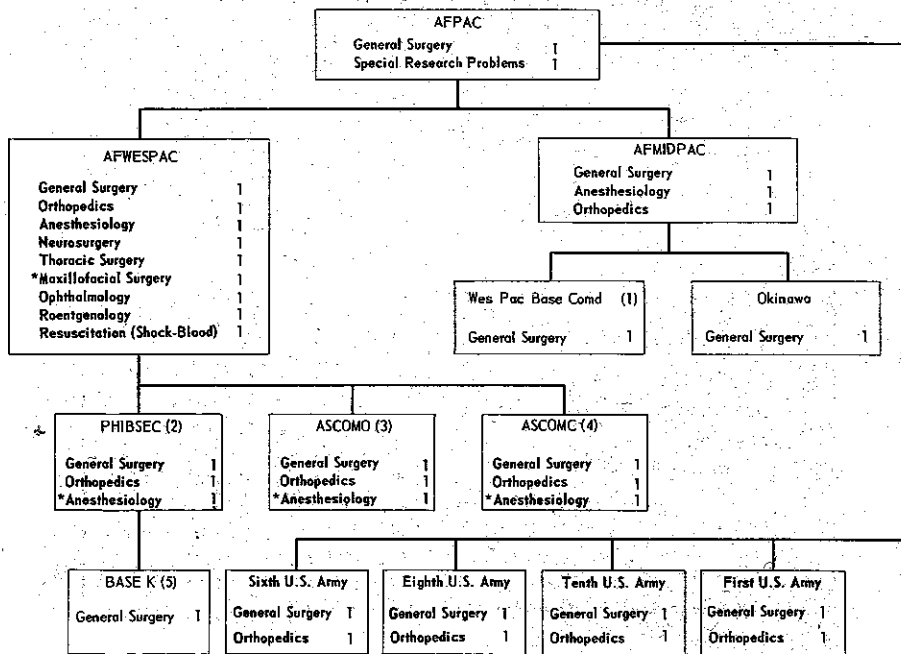 AFPAC
General Surgery 1
Special Research Problems 1
AFWESPAC
General Surgery 1
Orthopedics 1
Anesthesiology 1
Neurosurgery 1
Thoracic Surgery 1
*Maxillofacial Surgery 1
Ophthalmology 1
Roentgenology 1
Resuscitation (Shock-Blood) 1
AFMIDPAC
General Surgery 1
Anesthesiology 1
Orthopedics 1
Wes Pac Base Comd (1)
General Surgery 1
Okinawa
General Surgery 1
PHIBSEC (2)
General Surgery 1
Orthopedics 1
*Anesthesiology 1
ASCOMO (3)
General Surgery 1
Orthopedics 1
*Anesthesiology 1
ASCOMC (4)
General Surgery 1
Orthopedics 1
*Anesthesiology 1
BASE K (5)
General Surgery 1
Sixth U.S. Army
General Surgery 1
Orthopedics 1
Eighth U.S. Army
General Surgery 1
Orthopedics 1
Tenth U.S. Army
General Surgery 1
Orthopedics 1
First U.S. Army
General Surgery 1
Orthopedics 1